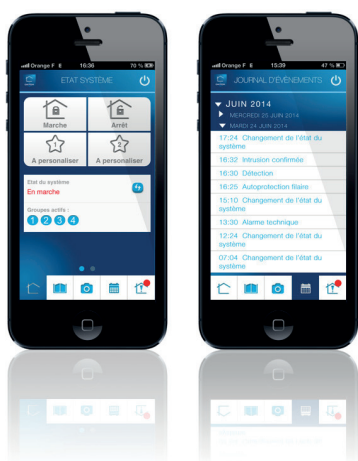 Orange F E 16:36 70 %
ETAT SYSTÈME
Marche
Arrêt
1
2
A personaliser
A personaliser
Etat du système
En marche
Groupes actifs :
1 2 3 4
Orange F E 15:39 47 %
JOURNAL D'ÉVÈNEMENTS
JUIN 2014
MERCREDI 25 JUIN 2014
MARDI 24 JUIN 2014
17:24 Changement de l'état du
système
16:32 Intrusion confirmée
16:30 Détection
16:25 Autoprotection filaire
15:10 Changement de l'état du
système
13:30 Alarme technique
12:24 Changement de l'état du
système
07:04 Changement de l'état du
système